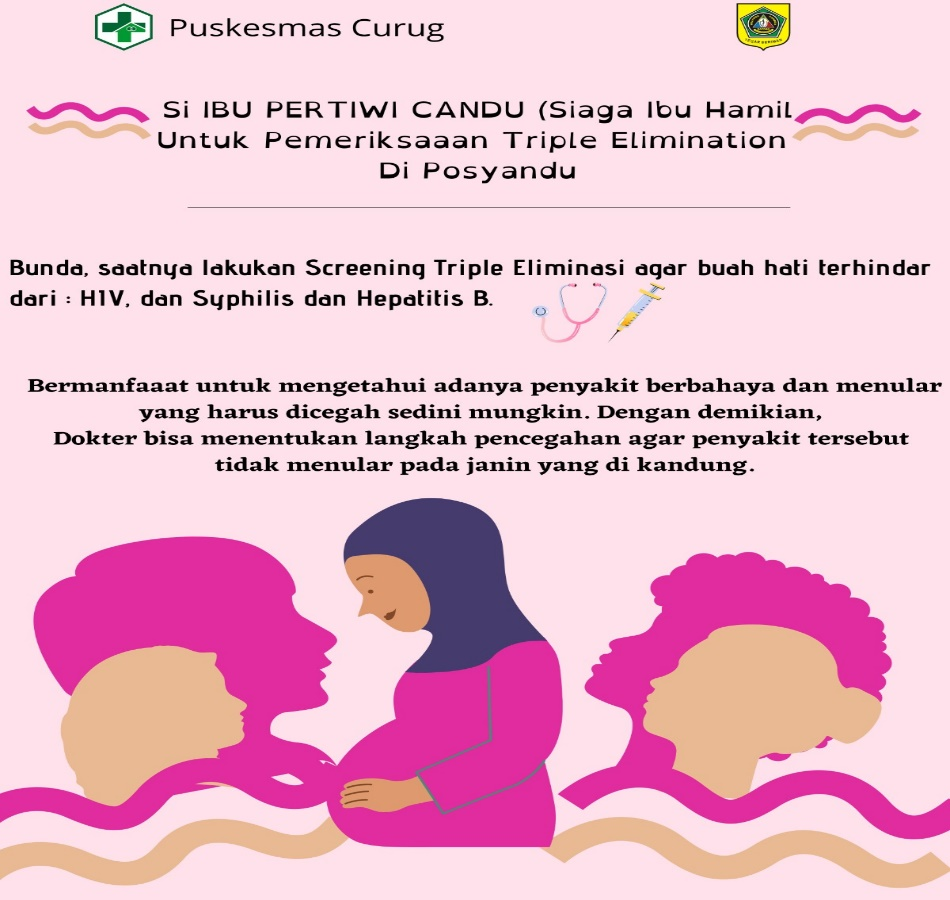 Puskesmas Curug
Si IBU PERTIWI CANDU (Siaga Ibu Hamil
Untuk Pemeriksaaan Triple Elimination
Di Posyandu
Bunda, saatnya lakukan Screening Triple Eliminasi agar buah hati terhindar
dari : HIV, dan Syphilis dan Hepatitis B.
Bermanfaaat untuk mengetahui adanya penyakit berbahaya dan menular
yang harus dicegah sedini mungkin. Dengan demikian,
Dokter bisa menentukan langkah pencegahan agar penyakit tersebut
tidak menular pada janin yang di kandung.